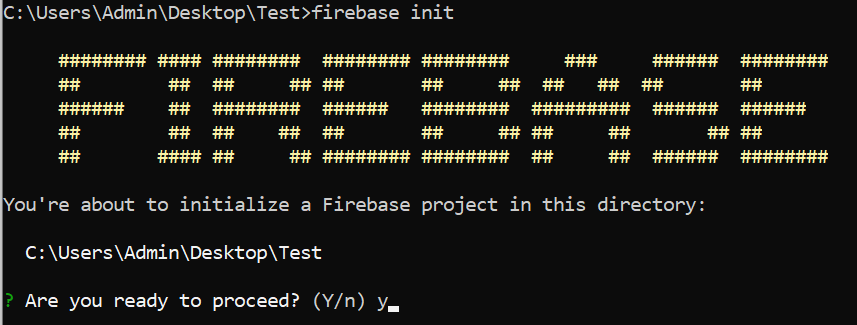 C:\Users\Admin\Desktop\Test>firebase init
######## #### ######## ######## ########     ###     ######  ########
##        ##  ##     ## ##       ##     ##  ##   ##  ##       ##
######    ##  ########  ######   ########  #########  ######  ######
##        ##  ##    ##  ##       ##     ## ##     ##       ## ##
##       #### ##     ## ######## ########  ##     ##  ######  ########
You're about to initialize a Firebase project in this directory:
C:\Users\Admin\Desktop\Test
? Are you ready to proceed? (Y/n) y